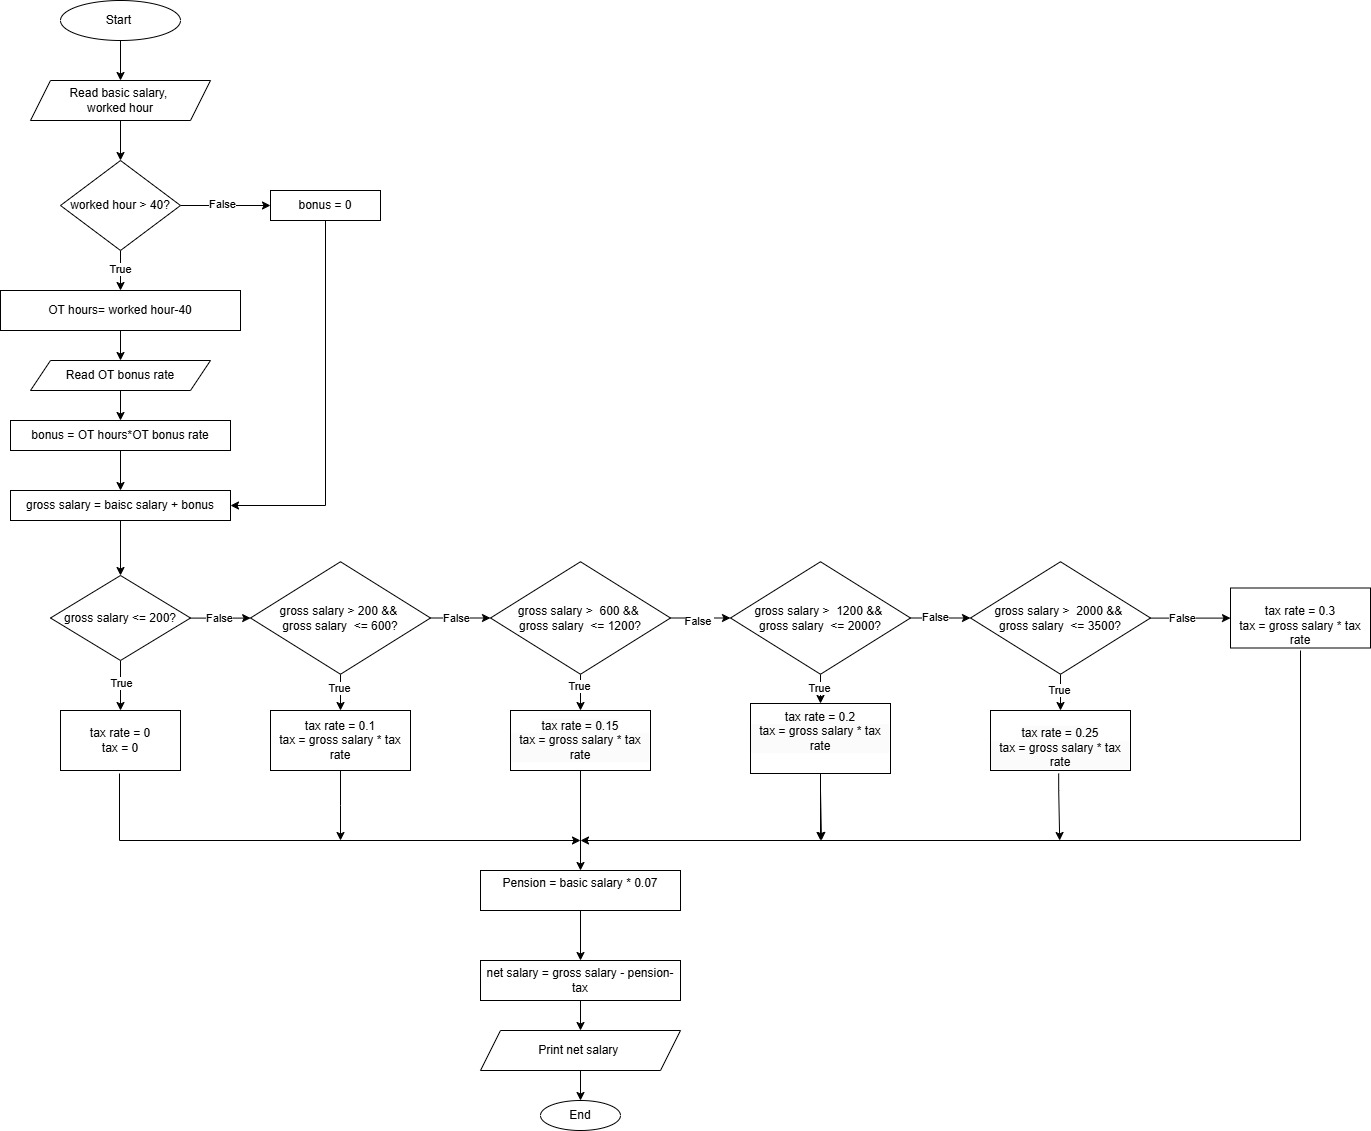 Start
Read basic salary,
worked hour
worked hour > 40?
False
bonus = 0
True
OT hours= worked hour-40
Read OT bonus rate
bonus = OT hours*OT bonus rate
gross salary = baisc salary + bonus
gross salary <= 200?
False
gross salary > 200 &&
gross salary  <= 600?
False
gross salary >  600 &&
gross salary  <= 1200?
False
gross salary >  1200 &&
gross salary  <= 2000?
False
gross salary >  2000 &&
gross salary  <= 3500?
False
tax rate = 0.3
tax = gross salary * tax
rate
True
True
True
True
True
tax rate = 0
tax = 0
tax rate = 0.1
tax = gross salary * tax
rate
tax rate = 0.15
tax = gross salary * tax
rate
tax rate = 0.2
tax = gross salary * tax
rate
tax rate = 0.25
tax = gross salary * tax
rate
Pension = basic salary * 0.07
net salary = gross salary - pension-
tax
Print net salary
End